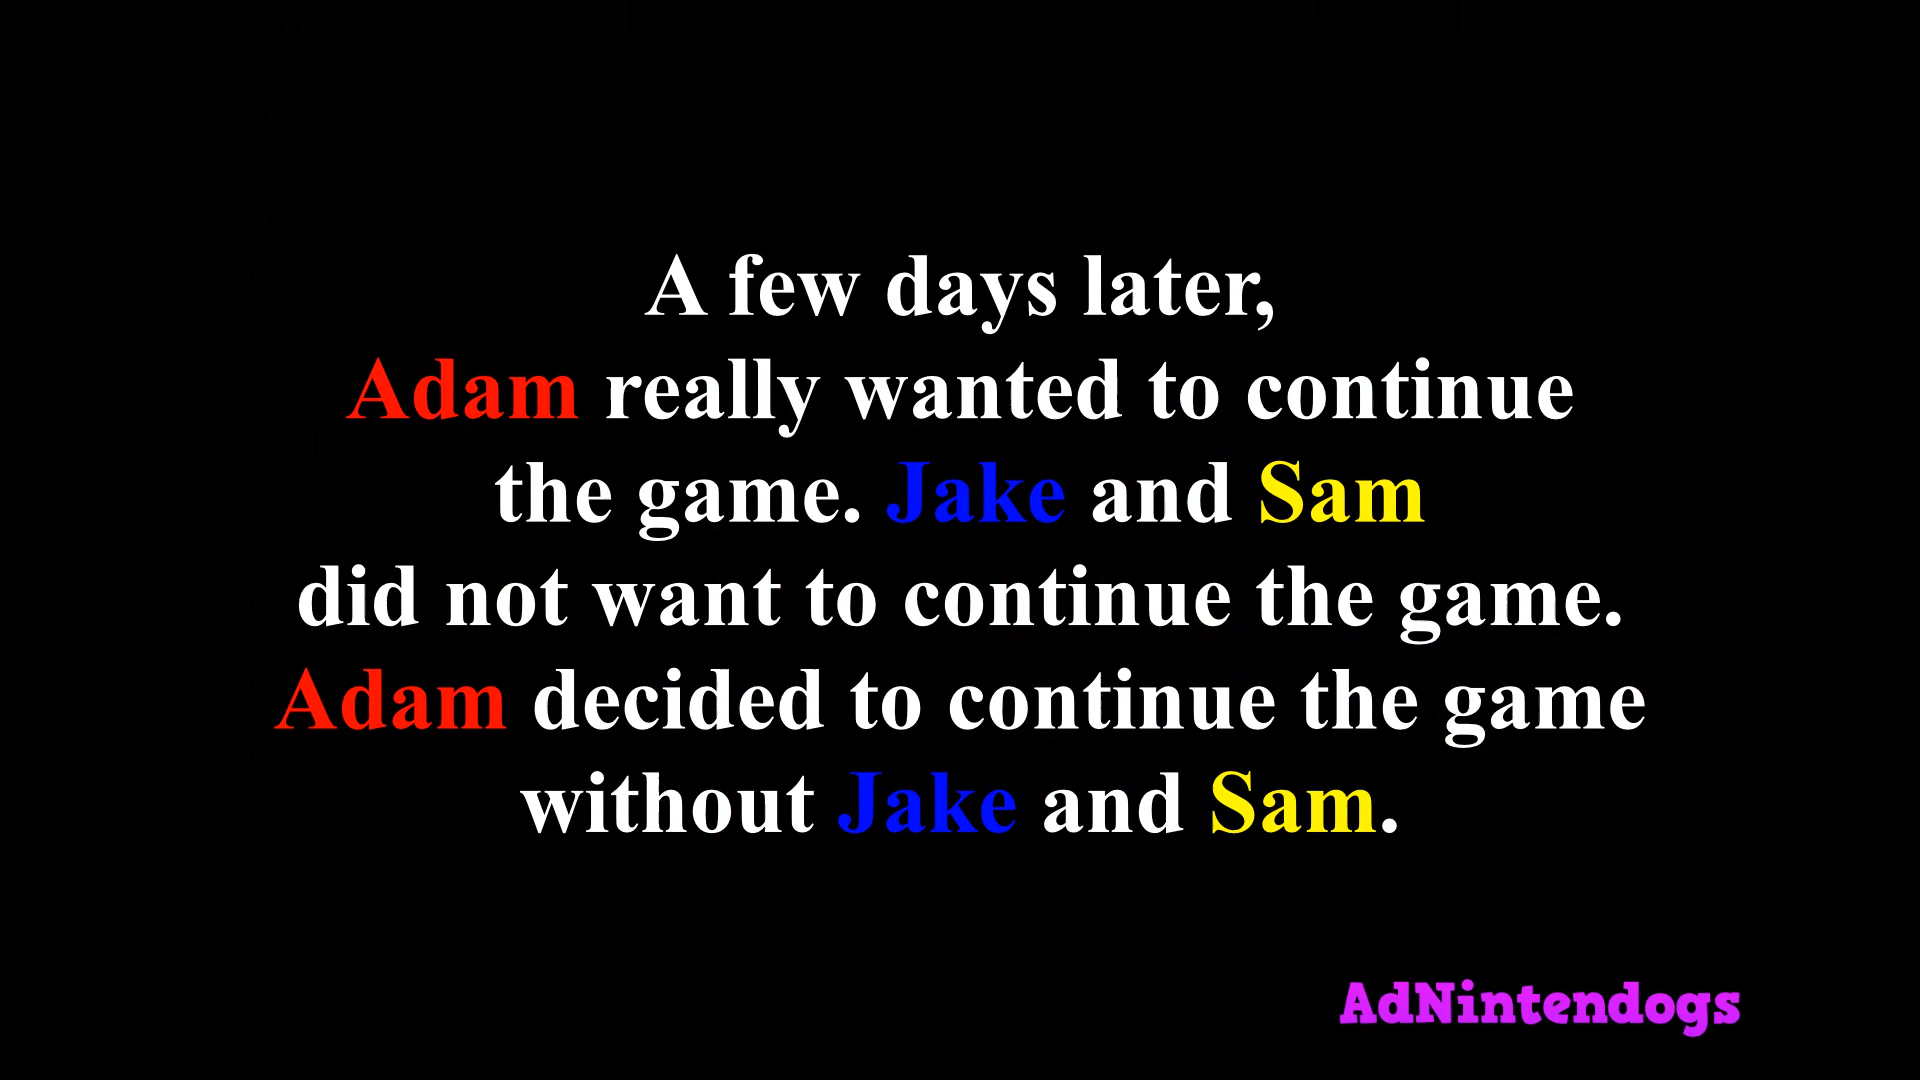 A few days later,
Adam really wanted to continue
the game. Jake and Sam
did not want to continue the game.
Adam decided to continue the game
without Jake and Sam.
AdNintendogs